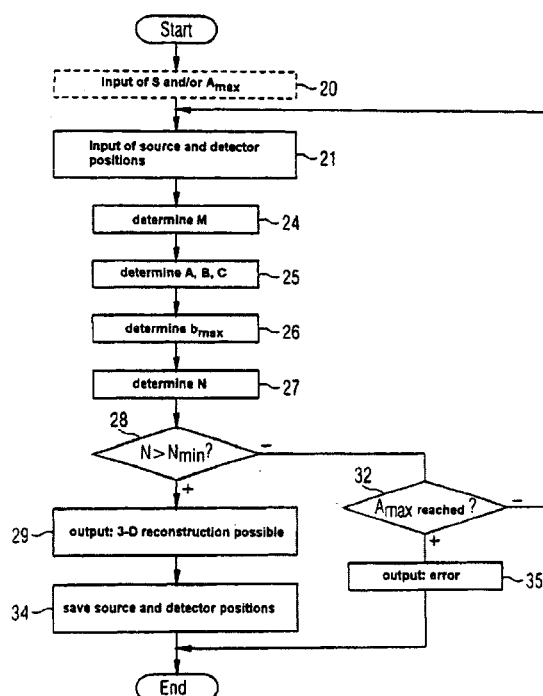 Start
Input of S and/or Amax
20
Input of source and detector
positions
21
determine M
24
determine A, B, C
25
determine bmax
26
determine N
27
28
N > Nmin?
−
+
32
Amax reached ?
−
+
29
output: 3-D reconstruction possible
output: error
35
34
save source and detector positions
End